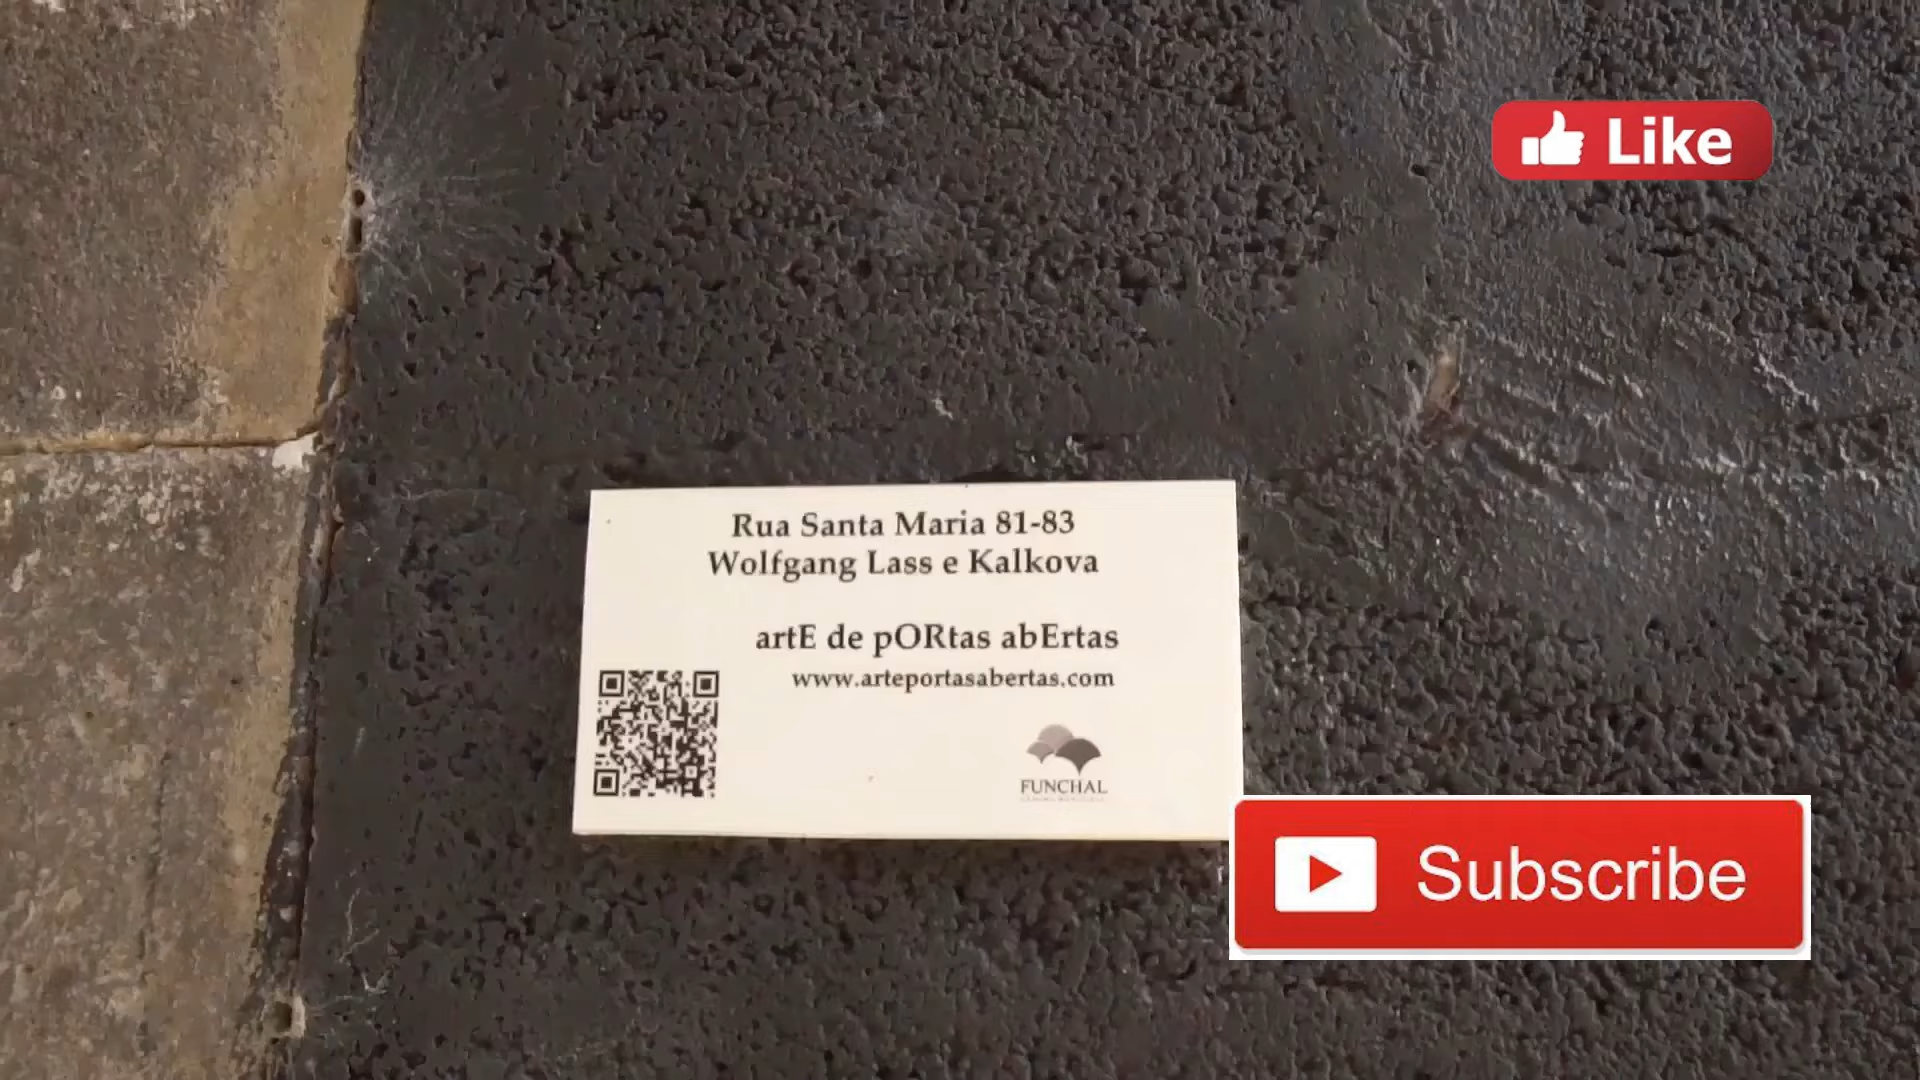 Like
Rua Santa Maria 81-83
Wolfgang Lass e Kalkova
artE de pORtas abErtas
www.arteportasabertas.com
FUNCHAL
Subscribe